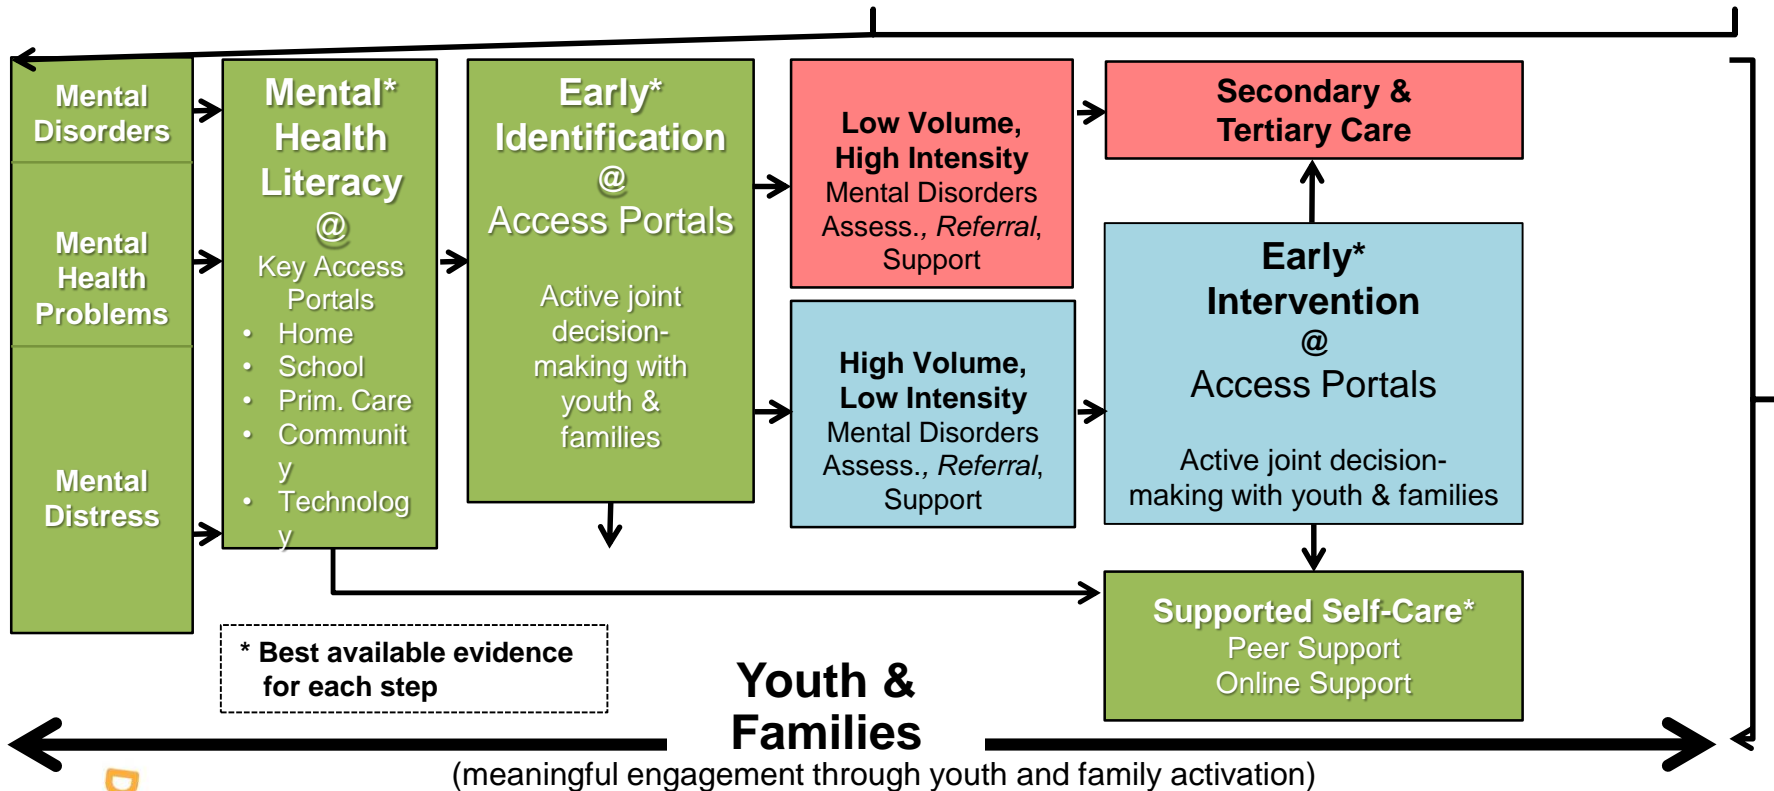 Mental
Disorders
Mental
Health
Problems
Mental
Distress
Mental*
Health
Literacy
@
Key Access
Portals
• Home
• School
• Prim. Care
• Communit
y
• Technolog
y
Early*
Identification
@
Access Portals
Active joint
decision-
making with
youth &
families
Low Volume,
High Intensity
Mental Disorders
Assess., Referral,
Support
High Volume,
Low Intensity
Mental Disorders
Assess., Referral,
Support
Secondary &
Tertiary Care
Early*
Intervention
@
Access Portals
Active joint decision-
making with youth & families
Supported Self-Care*
Peer Support
Online Support
* Best available evidence
for each step
Youth &
Families
(meaningful engagement through youth and family activation)